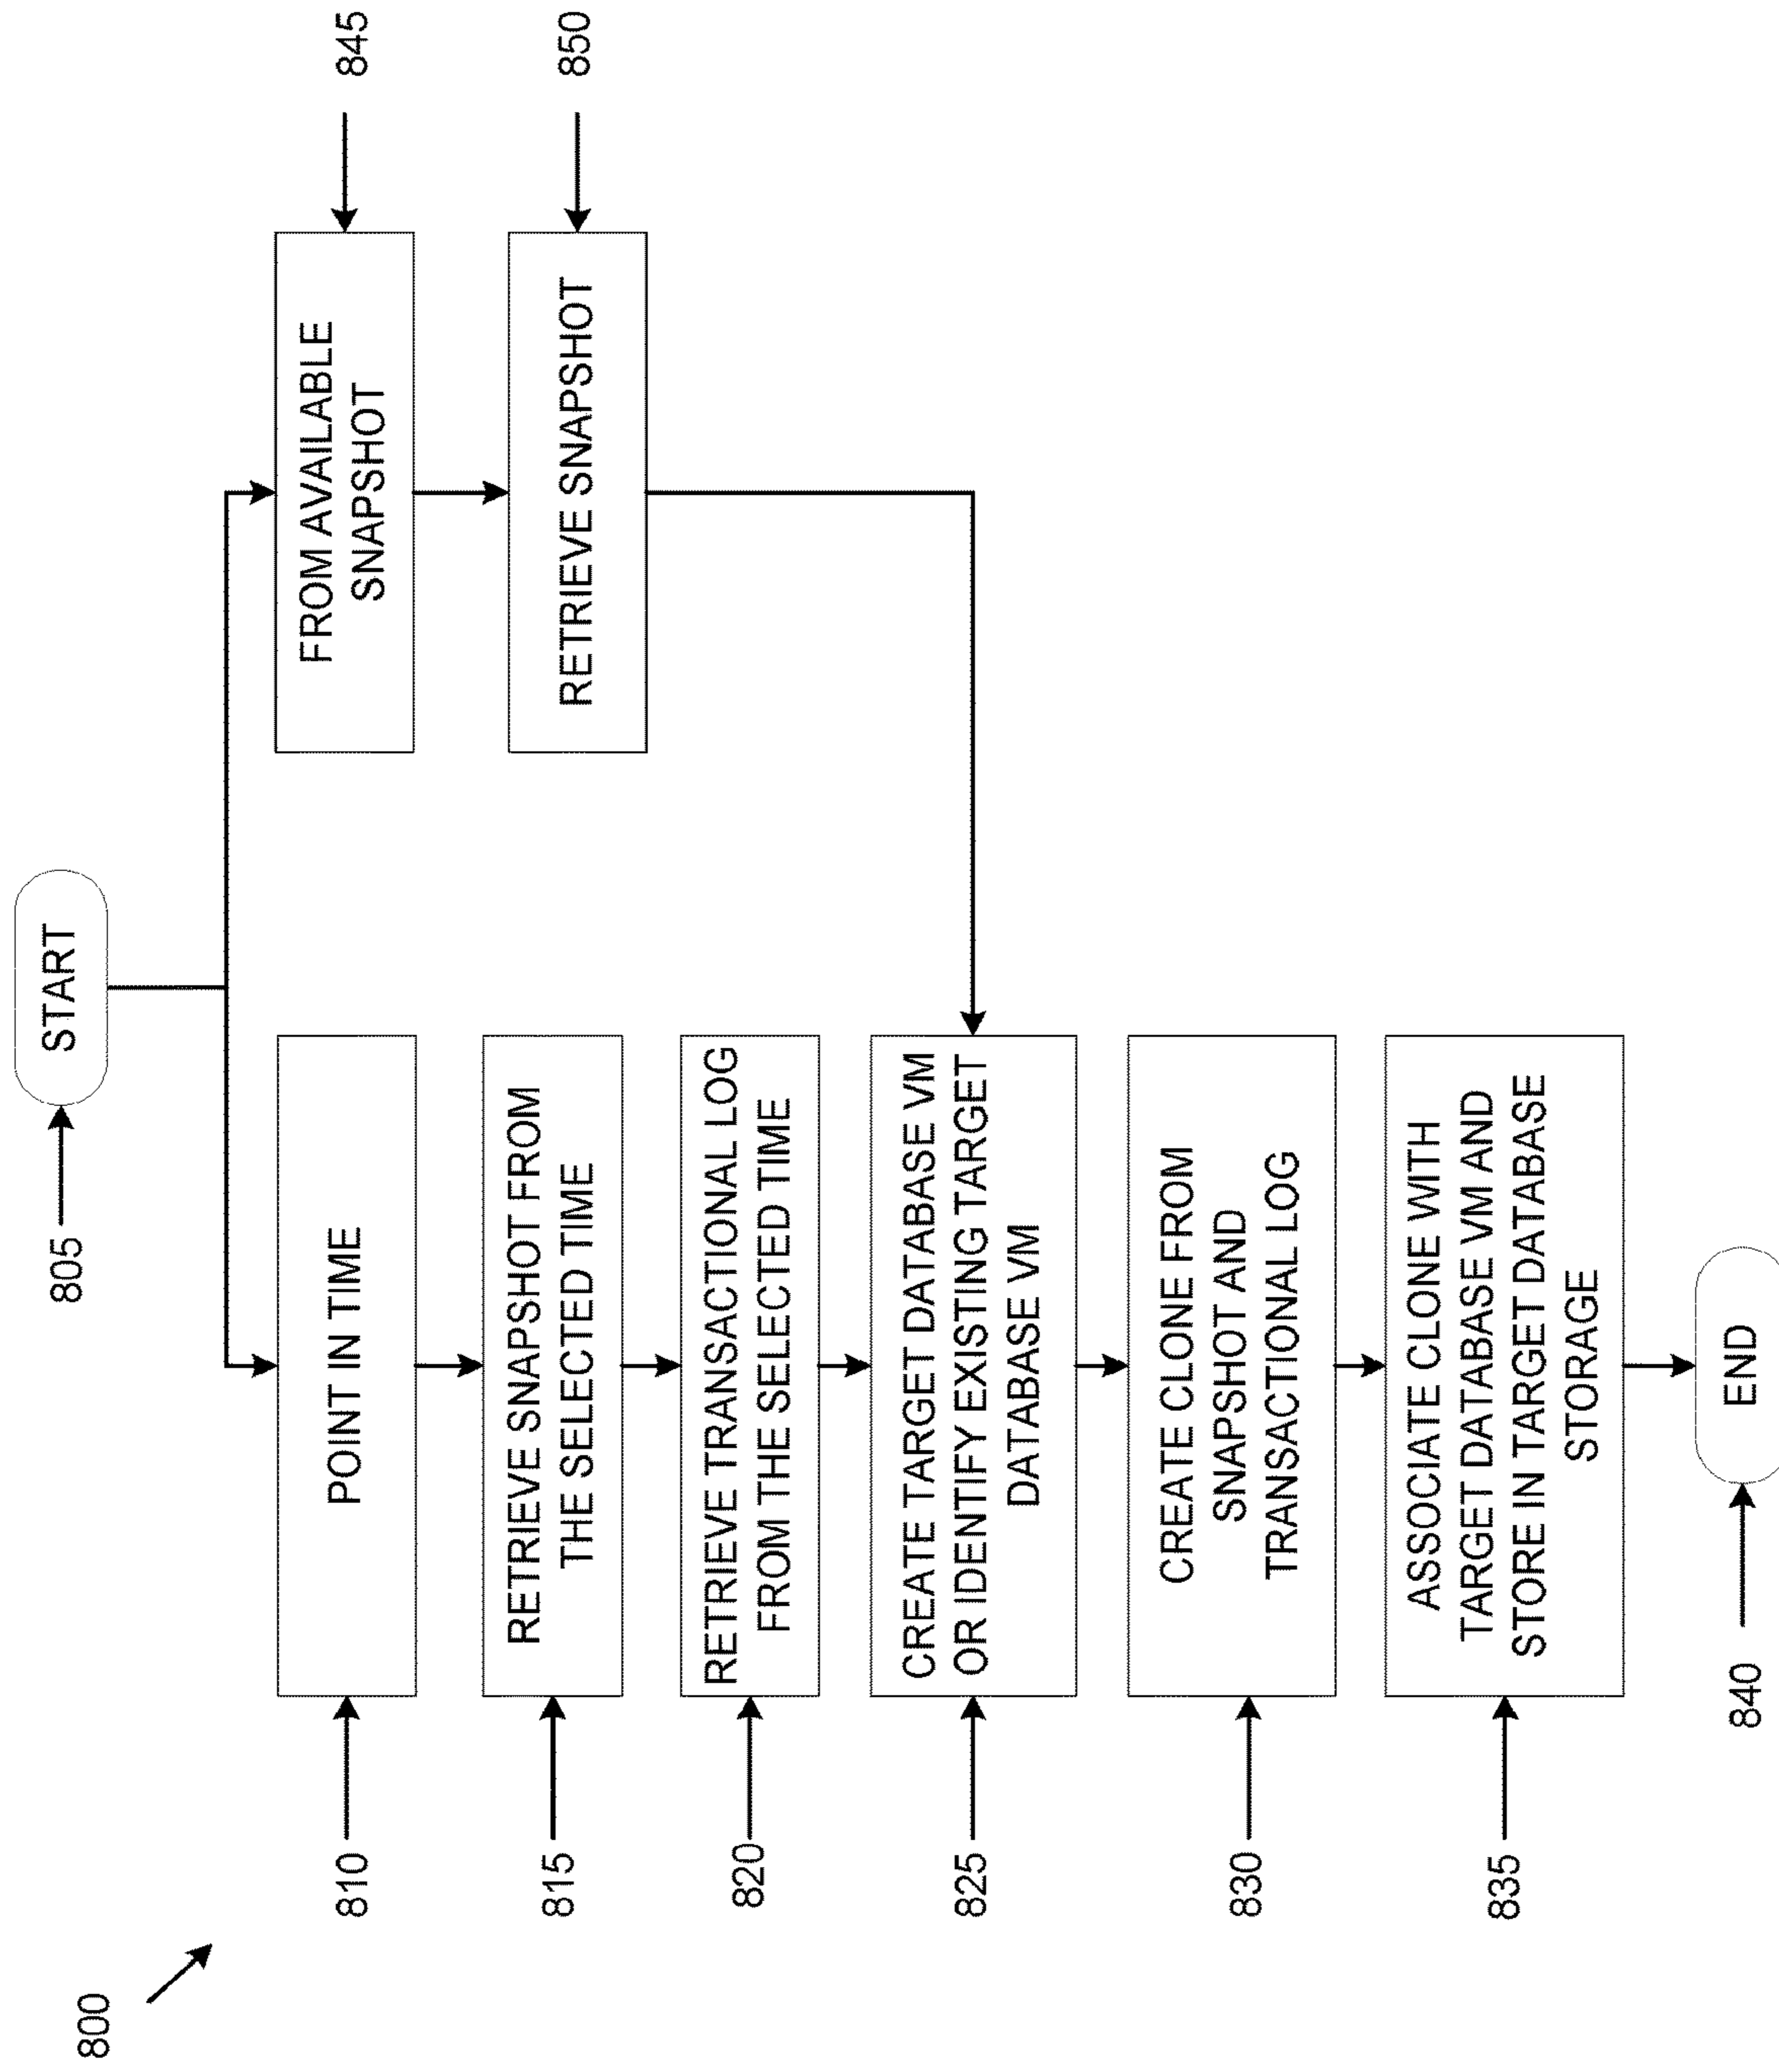 800
805
START
810
POINT IN TIME
845
FROM AVAILABLE
SNAPSHOT
815
RETRIEVE SNAPSHOT FROM
THE SELECTED TIME
850
RETRIEVE SNAPSHOT
820
RETRIEVE TRANSACTIONAL LOG
FROM THE SELECTED TIME
825
CREATE TARGET DATABASE VM
OR IDENTIFY EXISTING TARGET
DATABASE VM
830
CREATE CLONE FROM
SNAPSHOT AND
TRANSACTIONAL LOG
835
ASSOCIATE CLONE WITH
TARGET DATABASE VM AND
STORE IN TARGET DATABASE
STORAGE
840
END